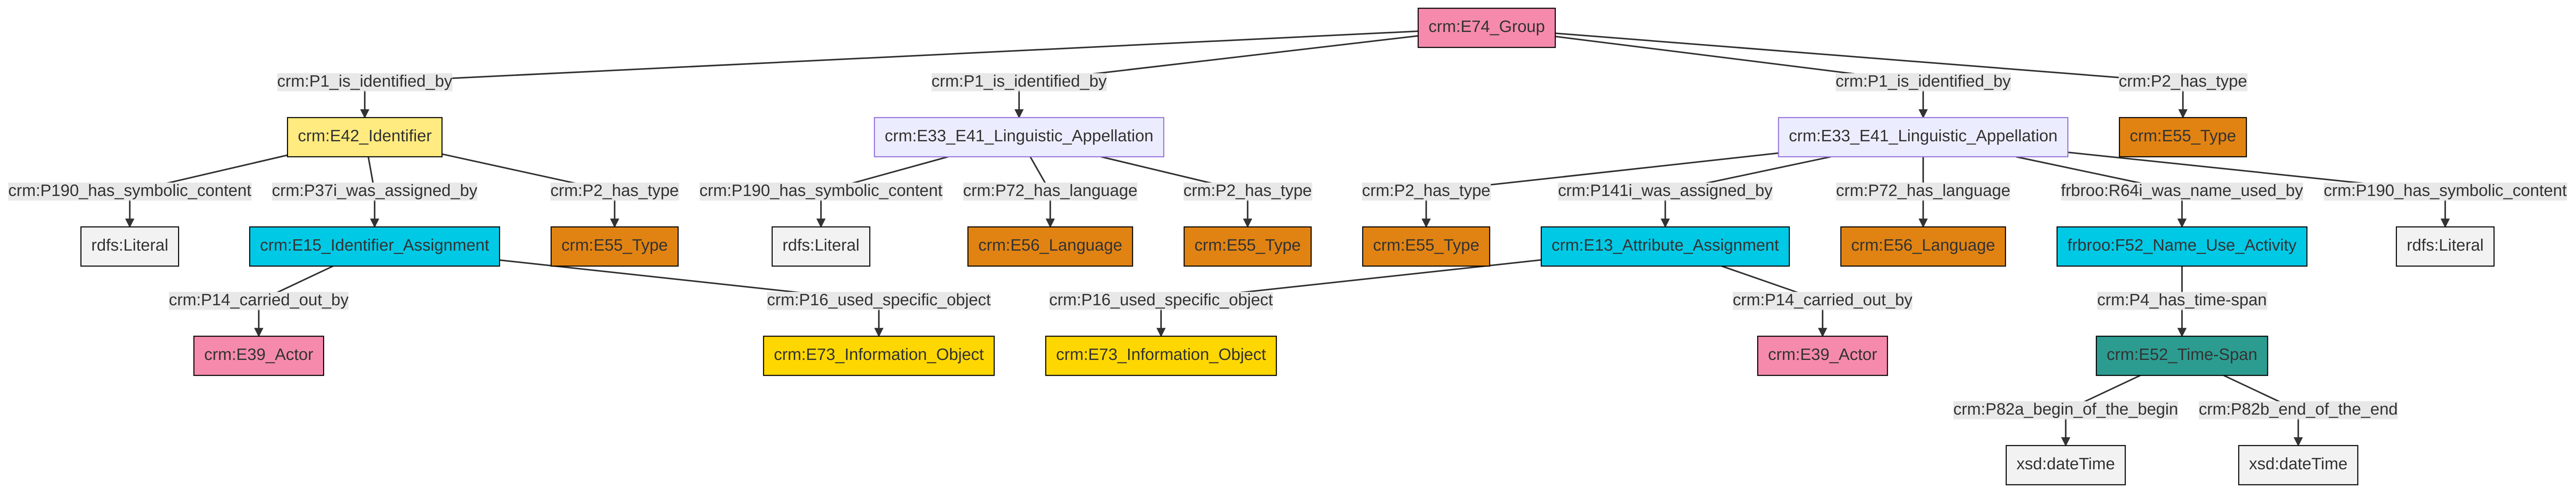 crm:E74_Group
crm:P1_is_identified_by
crm:P1_is_identified_by
crm:P1_is_identified_by
crm:P2_has_type
crm:E42_Identifier
crm:E33_E41_Linguistic_Appellation
crm:E33_E41_Linguistic_Appellation
crm:E55_Type
crm:P190_has_symbolic_content
crm:P37i_was_assigned_by
crm:P2_has_type
crm:P190_has_symbolic_content
crm:P72_has_language
crm:P2_has_type
crm:P2_has_type
crm:P141i_was_assigned_by
crm:P72_has_language
frbroo:R64i_was_name_used_by
crm:P190_has_symbolic_content
rdfs:Literal
crm:E15_Identifier_Assignment
crm:E55_Type
rdfs:Literal
crm:E56_Language
crm:E55_Type
crm:E55_Type
crm:E13_Attribute_Assignment
crm:E56_Language
frbroo:F52_Name_Use_Activity
rdfs:Literal
crm:P14_carried_out_by
crm:P16_used_specific_object
crm:P16_used_specific_object
crm:P14_carried_out_by
crm:P4_has_time-span
crm:E39_Actor
crm:E73_Information_Object
crm:E73_Information_Object
crm:E39_Actor
crm:E52_Time-Span
crm:P82a_begin_of_the_begin
crm:P82b_end_of_the_end
xsd:dateTime
xsd:dateTime